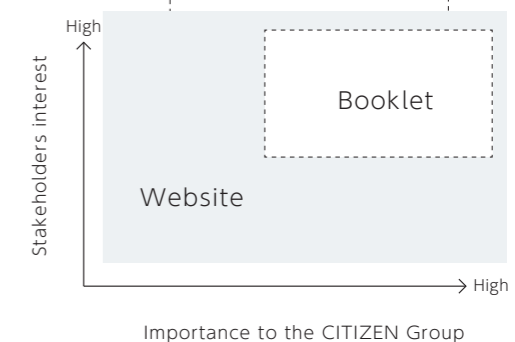 High
Stakeholders interest
Booklet
Website
High
Importance to the CITIZEN Group